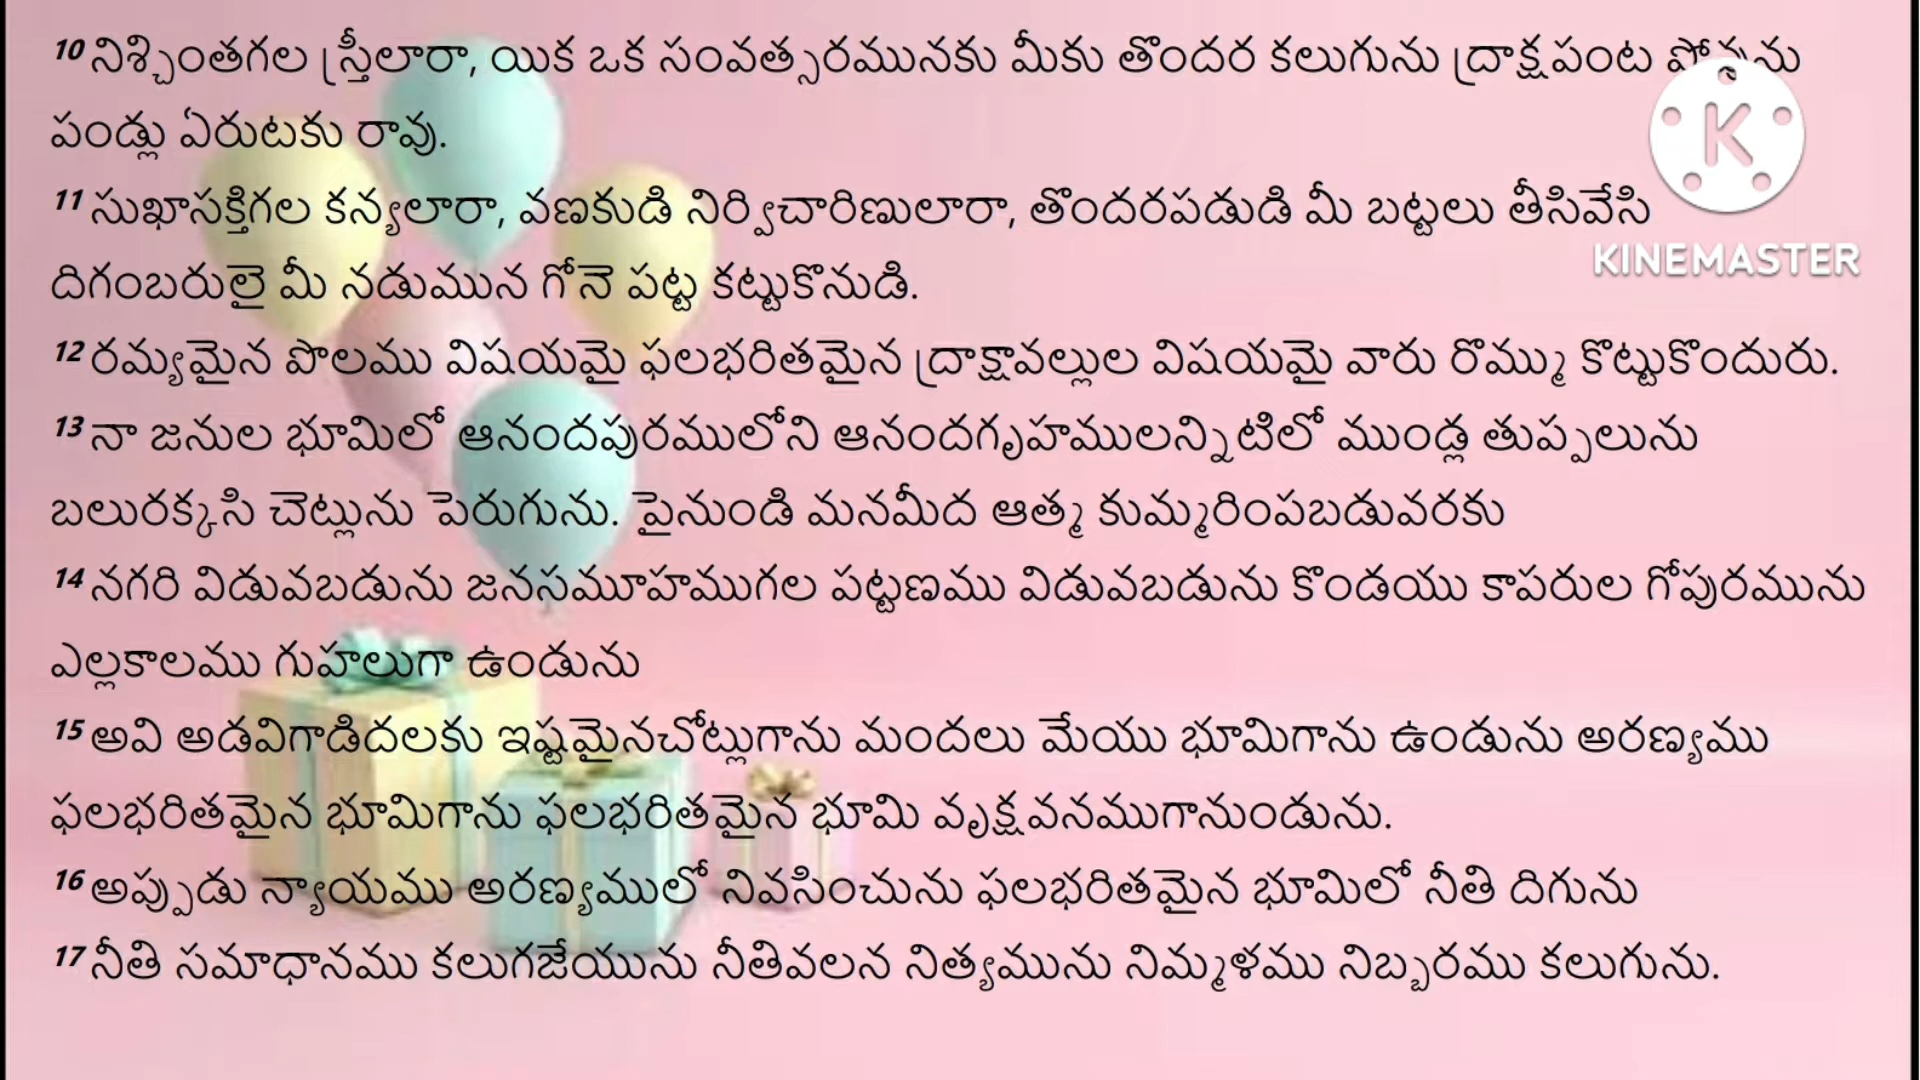 10 నిశ్చింతగల స్త్రీలారా, యిక ఒక సంవత్సరమునకు మీకు తొందర కలుగును ద్రాక్షపంట పోవును
పండ్లు ఏరుటకు రావు.
11 సుఖాసక్తిగల కన్యలారా, వణకుడి నిర్విచారిణులారా, తొందరపడుడి మీ బట్టలు తీసివేసి
దిగంబరులై మీ నడుమున గోనె పట్ట కట్టుకొనుడి.
12 రమ్యమైన పొలము విషయమై ఫలభరితమైన ద్రాక్షావల్లుల విషయమై వారు రొమ్ము కొట్టుకొందురు.
13 నా జనుల భూమిలో ఆనందపురములోని ఆనందగృహములన్నిటిలో ముండ్ల తుప్పలును
బలురక్కసి చెట్లును పెరుగును. పైనుండి మనమీద ఆత్మ కుమ్మరింపబడువరకు
14 నగరి విడువబడును జనసమూహముగల పట్టణము విడువబడును కొండయు కాపరుల గోపురమును
ఎల్లకాలము గుహలుగా ఉండును
15 అవి అడవిగాడిదలకు ఇష్టమైనచోట్లుగాను మందలు మేయు భూమిగాను ఉండును అరణ్యము
ఫలభరితమైన భూమిగాను ఫలభరితమైన భూమి వృక్షవనముగానుండును.
16 అప్పుడు న్యాయము అరణ్యములో నివసించును ఫలభరితమైన భూమిలో నీతి దిగును
17 నీతి సమాధానము కలుగజేయును నీతివలన నిత్యమును నిమ్మళము నిబ్బరము కలుగును.
K
KINEMASTER